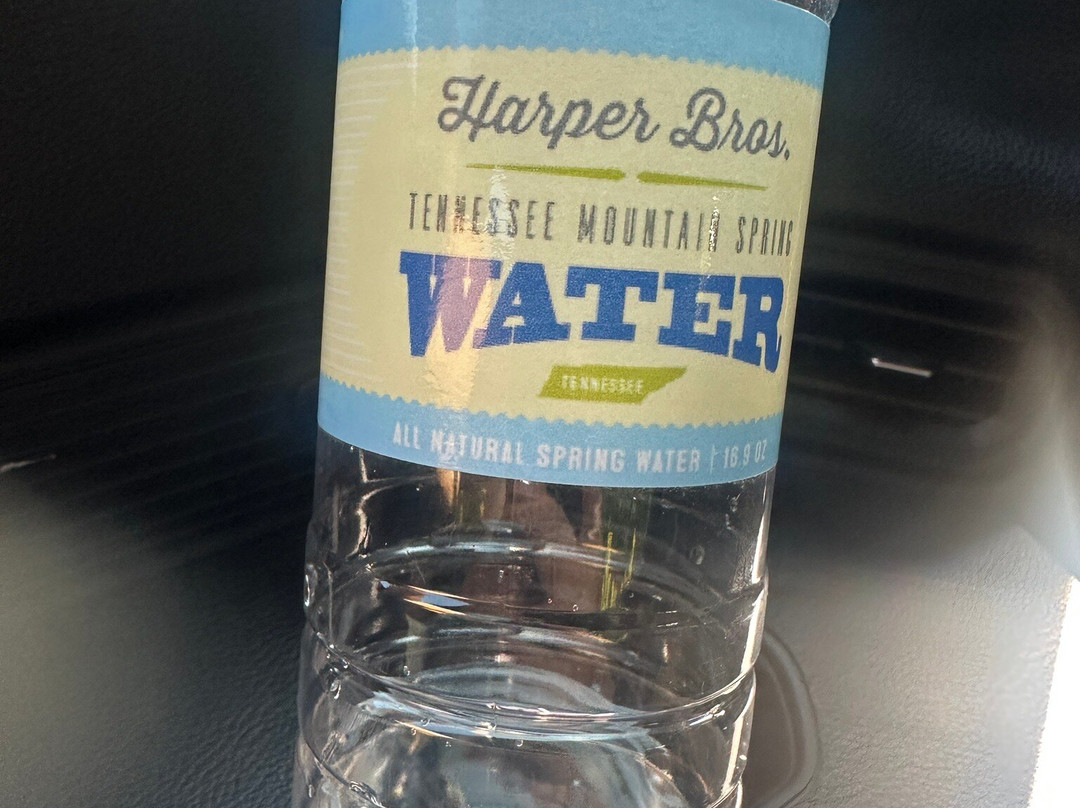 Harper Bros.
TENNESSEE MOUNTAIN SPRING
WATER
TENNESSEE
ALL NATURAL SPRING WATER | 16.9 OZ